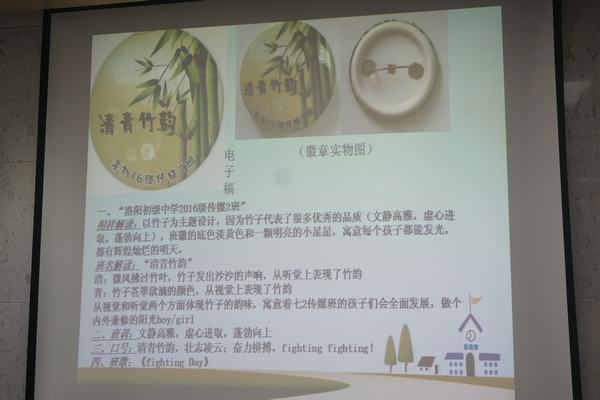 清青竹韵
电子稿
清青竹韵
(徽章实物图)
一、“洛阳初级中学2016级传媒2班”
图样解读：以竹子为主题设计，因为竹子代表了很多优秀的品质（文静高雅，虚心进
取，蓬勃向上），班徽的底色淡黄色和一颗明亮的小星星，寓意每个孩子都能发光，
都有辉煌灿烂的明天。
班名解读：“清青竹韵”
清：微风拂过竹叶，竹子发出沙沙的声响，从听觉上表现了竹韵
青：竹子苍翠欲滴的颜色，从视觉上表现了竹韵
从视觉和听觉两个方面体现竹子的韵味，寓意着七2传媒班的孩子们会全面发展，做个
内外兼修的阳光boy/girl
二、班训：文静高雅，虚心进取，蓬勃向上
三、口号：清青竹韵，壮志凌云；奋力拼搏，fighting fighting！
四、班歌：《fighting Day》